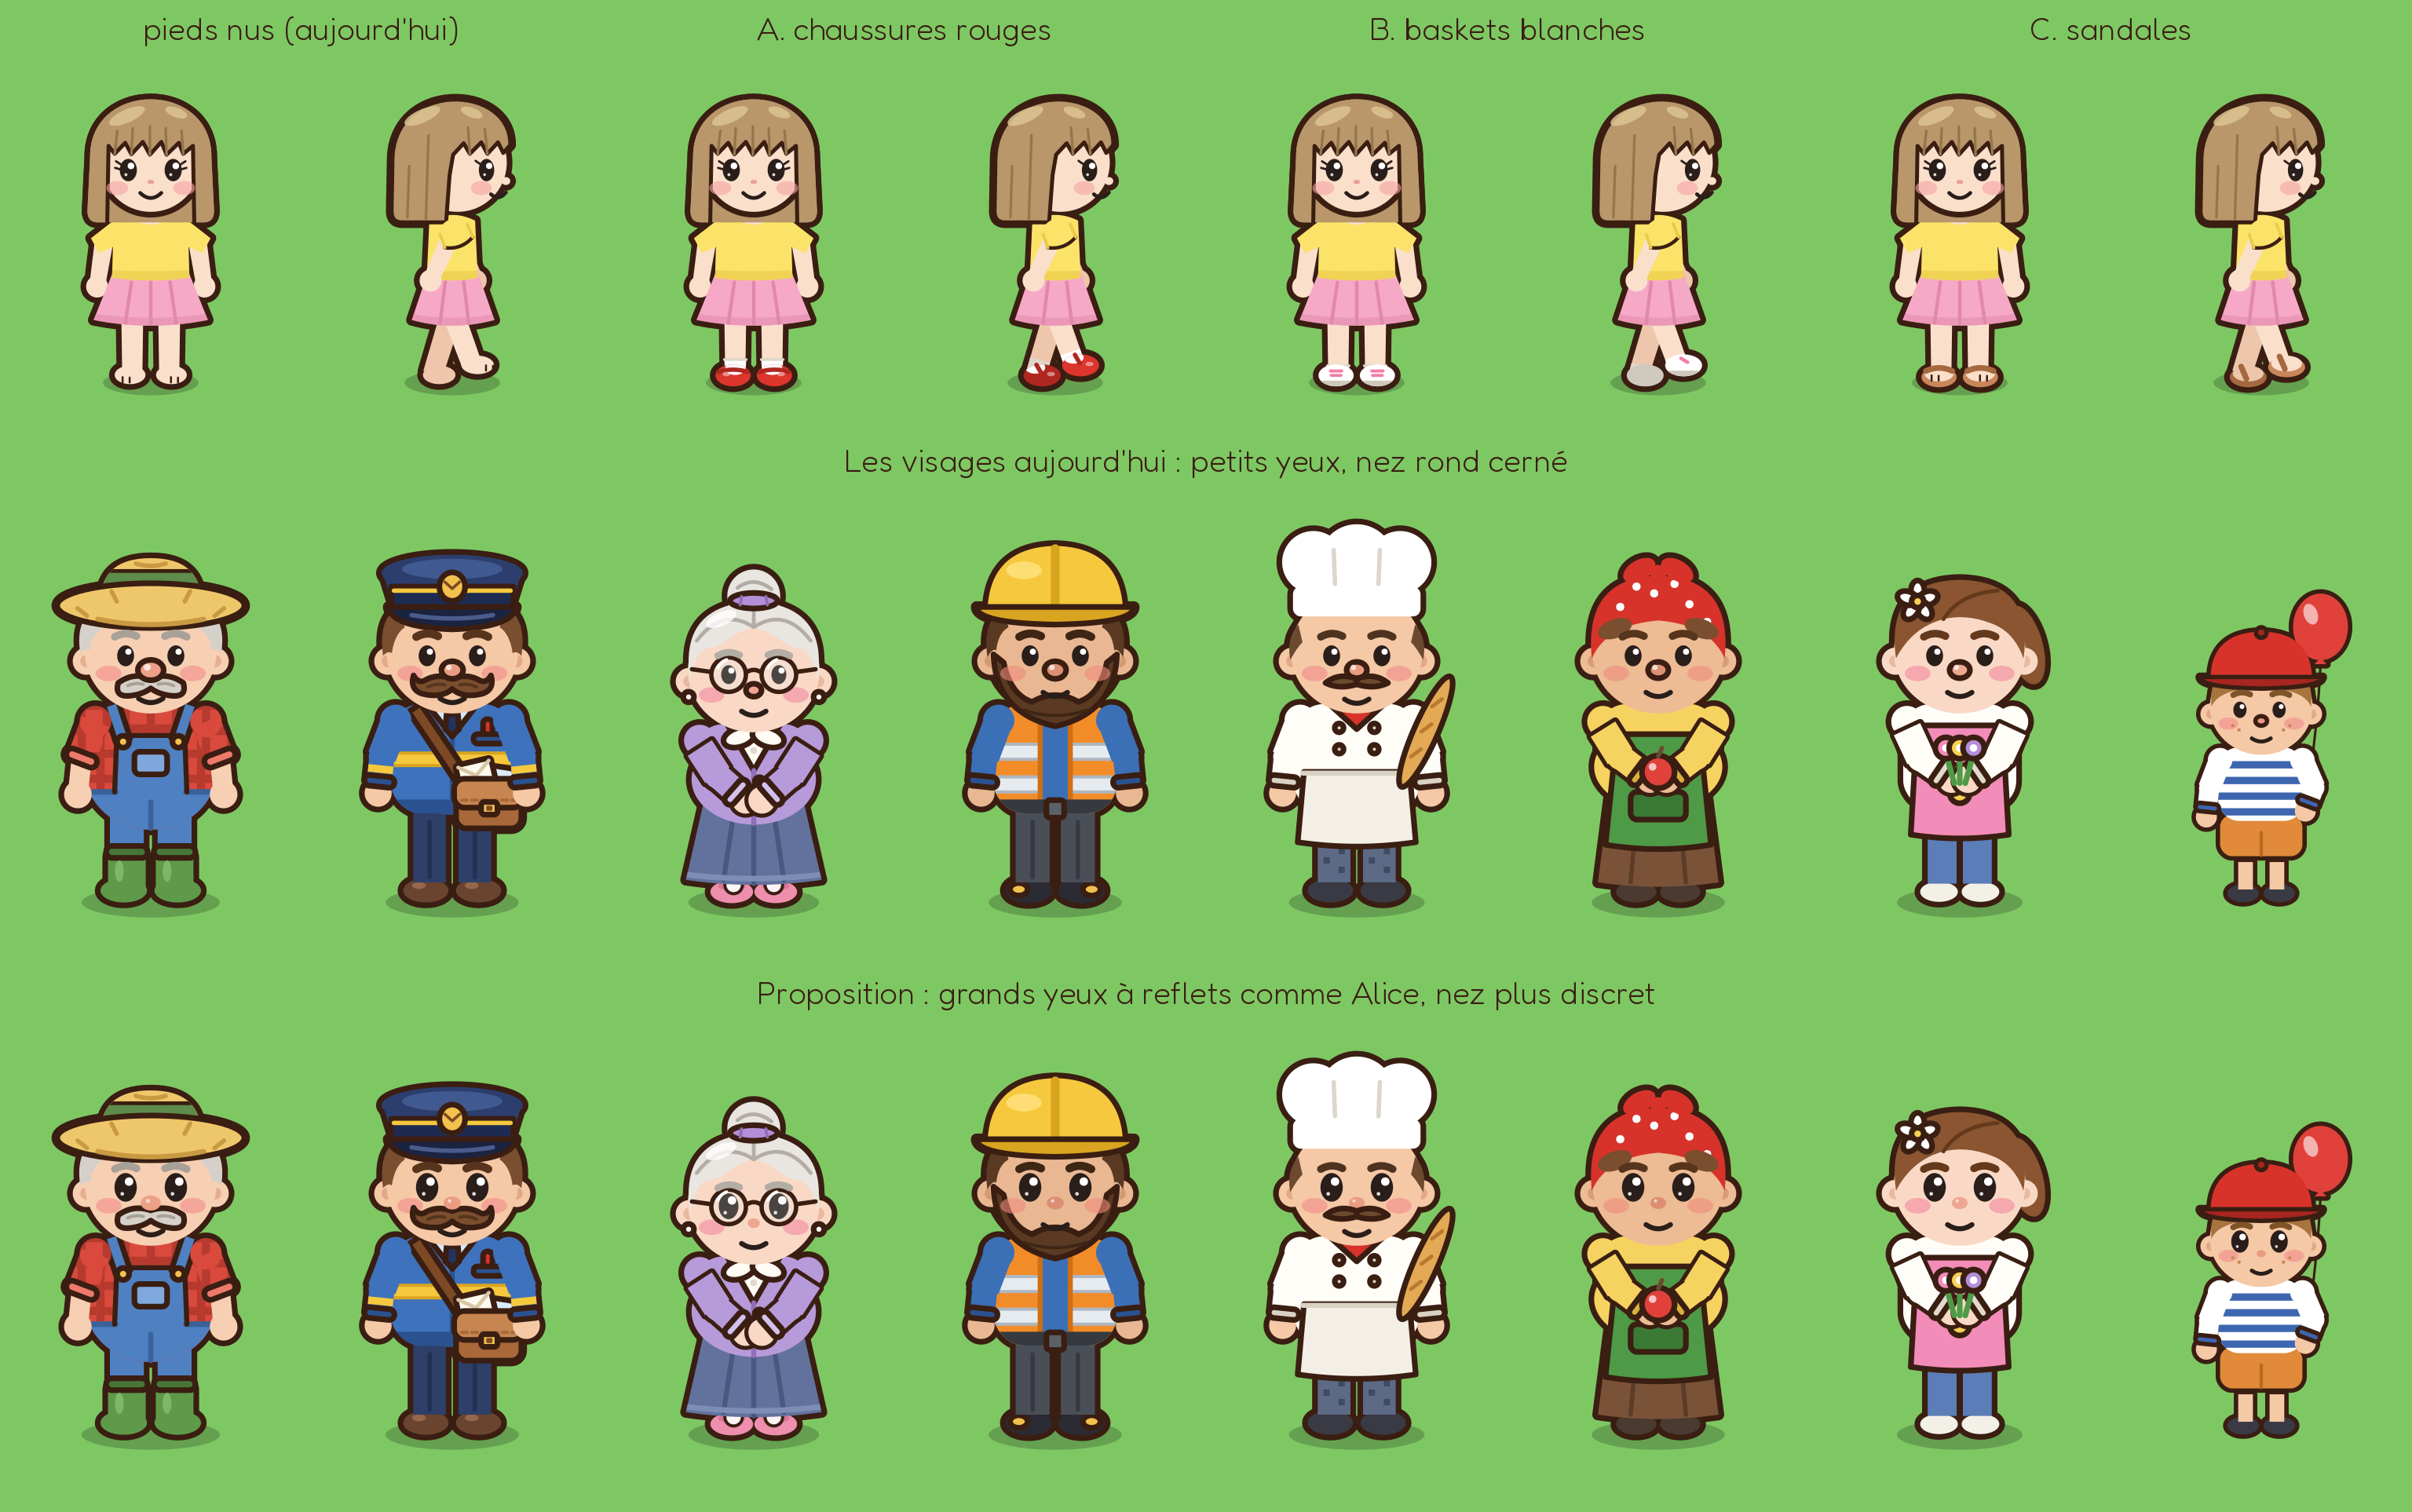 pieds nus (aujourd'hui)
A. chaussures rouges
B. baskets blanches
C. sandales
Les visages aujourd'hui : petits yeux, nez rond cerné
Proposition : grands yeux à reflets comme Alice, nez plus discret